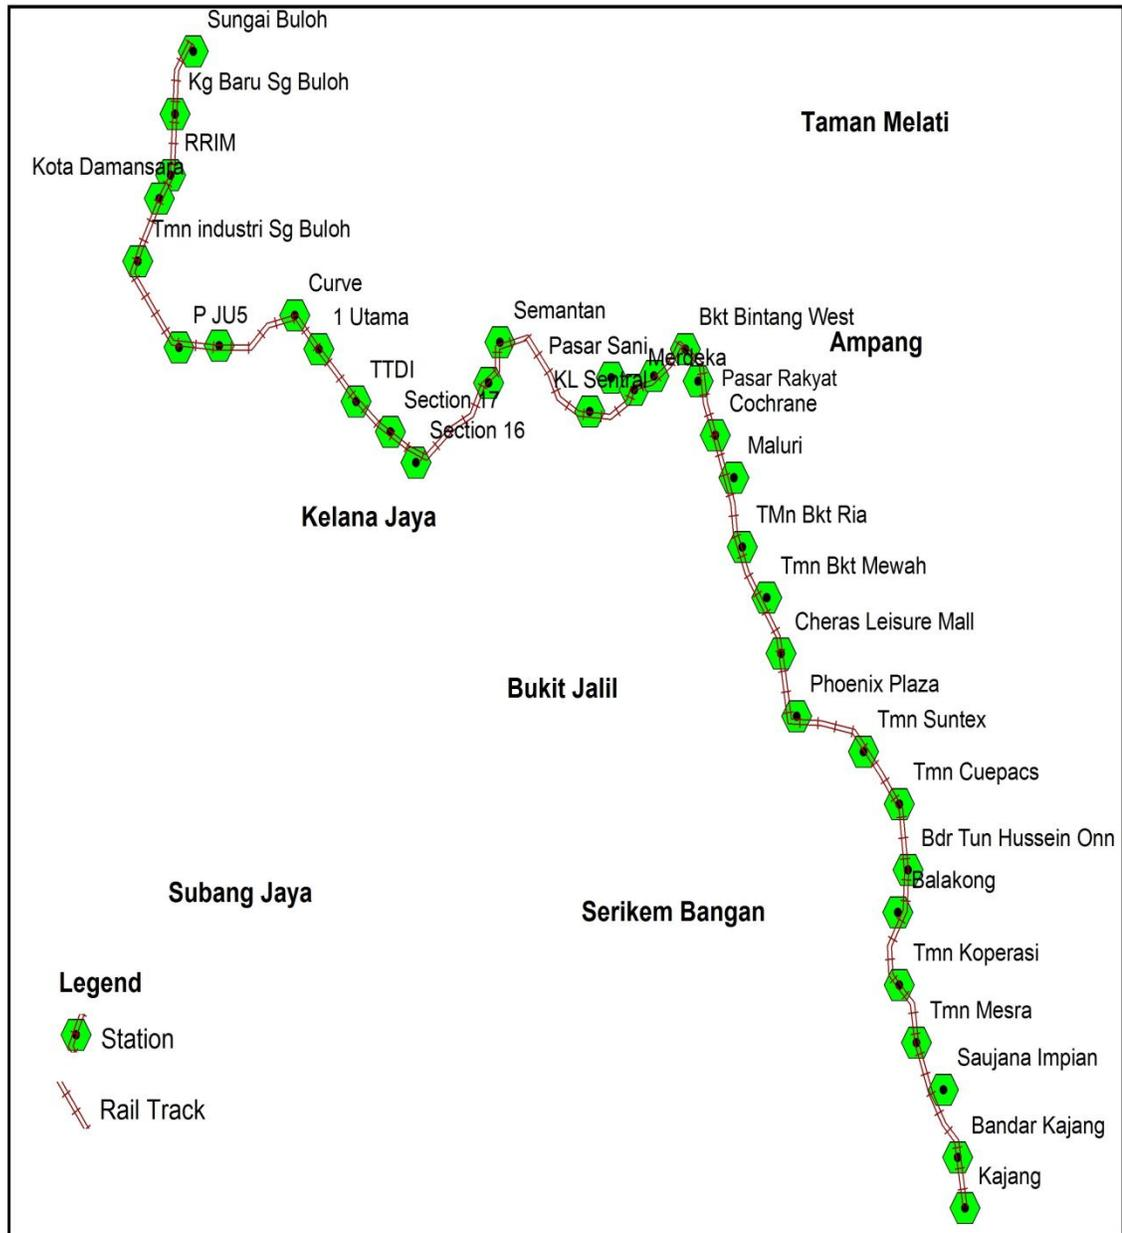 Sungai Buloh
Kg Baru Sg Buloh
Taman Melati
RRIM
Kota Damansara
Tmn industri Sg Buloh
Curve
P JU5
1 Utama
Semantan
Bkt Bintang West
Ampang
Pasar Sani
Merdeka
TTDI
KL Sentral
Pasar Rakyat
Section 17
Cochrane
Section 16
Maluri
Kelana Jaya
TMn Bkt Ria
Tmn Bkt Mewah
Cheras Leisure Mall
Bukit Jalil
Phoenix Plaza
Tmn Suntex
Tmn Cuepacs
Bdr Tun Hussein Onn
Balakong
Subang Jaya
Serikem Bangan
Tmn Koperasi
Legend
Tmn Mesra
Station
Saujana Impian
Rail Track
Bandar Kajang
Kajang